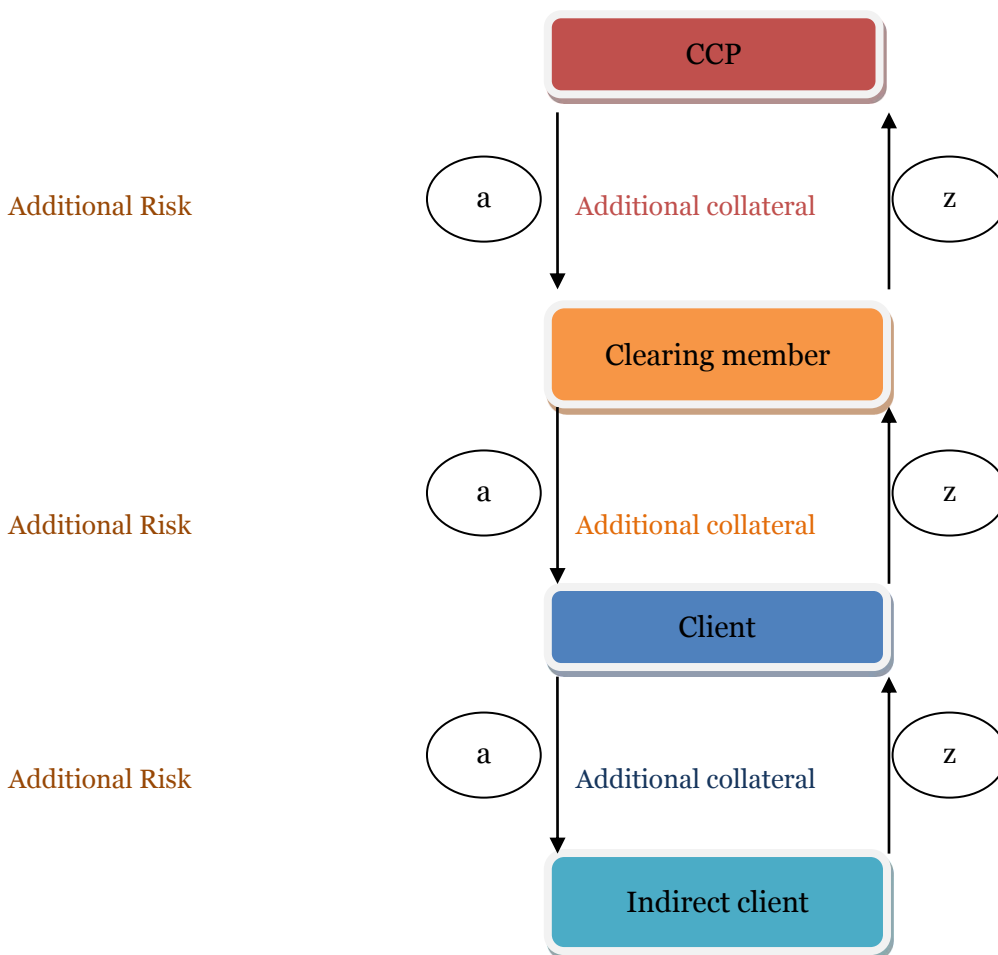 CCP
a
z
Additional Risk
Additional collateral
Clearing member
a
z
Additional Risk
Additional collateral
Client
a
z
Additional Risk
Additional collateral
Indirect client